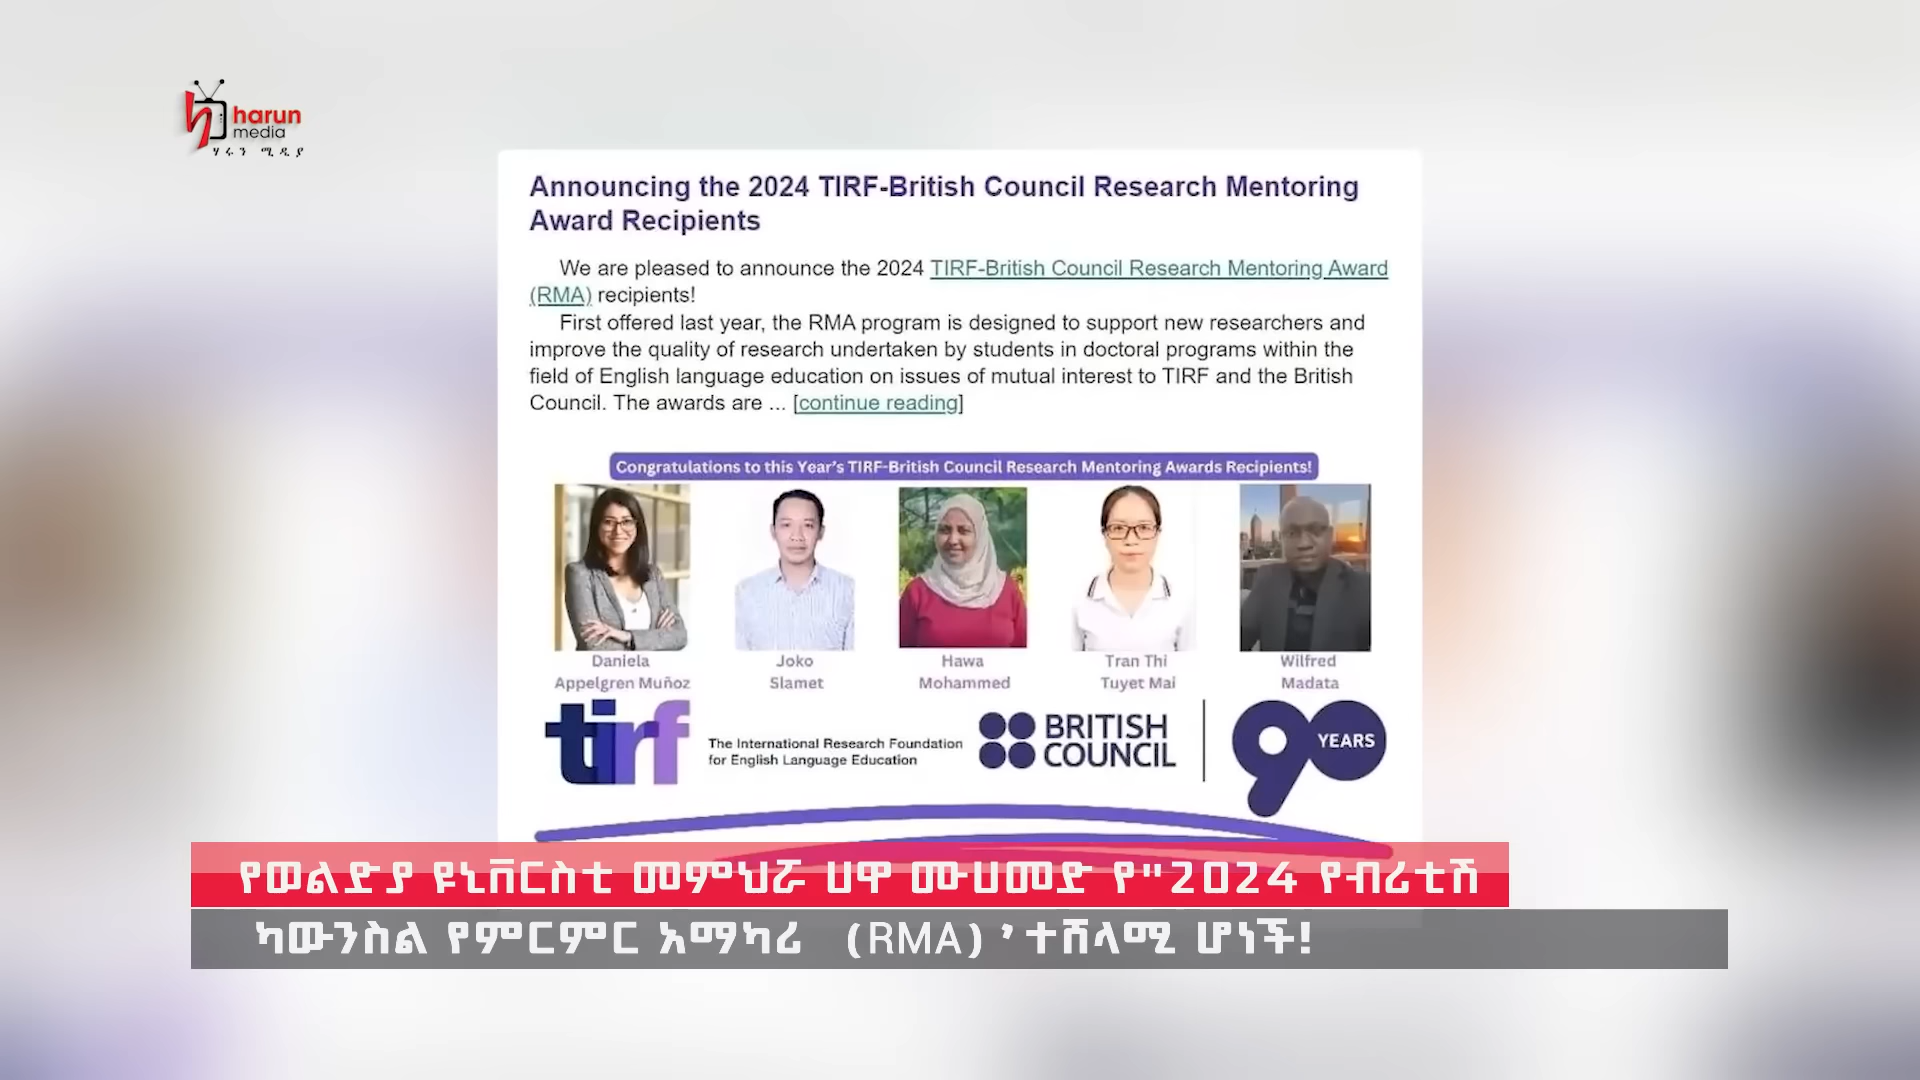 harun
media
ሃሩን ሚዲያ
Announcing the 2024 TIRF-British Council Research Mentoring
Award Recipients
We are pleased to announce the 2024 TIRF-British Council Research Mentoring Award
(RMA) recipients!
First offered last year, the RMA program is designed to support new researchers and
improve the quality of research undertaken by students in doctoral programs within the
field of English language education on issues of mutual interest to TIRF and the British
Council. The awards are ... [continue reading]
Congratulations to this Year's TIRF-British Council Research Mentoring Awards Recipients!
Daniela
Appelgren Muñoz
Joko
Slamet
Hawa
Mohammed
Tran Thi
Tuyet Mai
Wilfred
Madata
tirf
The International Research Foundation
for English Language Education
BRITISH
COUNCIL
90 YEARS
የወልድያ ዩኒቨርስቲ መምህሯ ሀዋ ሙሀመድ የ"2024 የብሪቲሽ
ካውንስል የምርምር አማካሪ (RMA)’ተሸላሚ ሆነች!